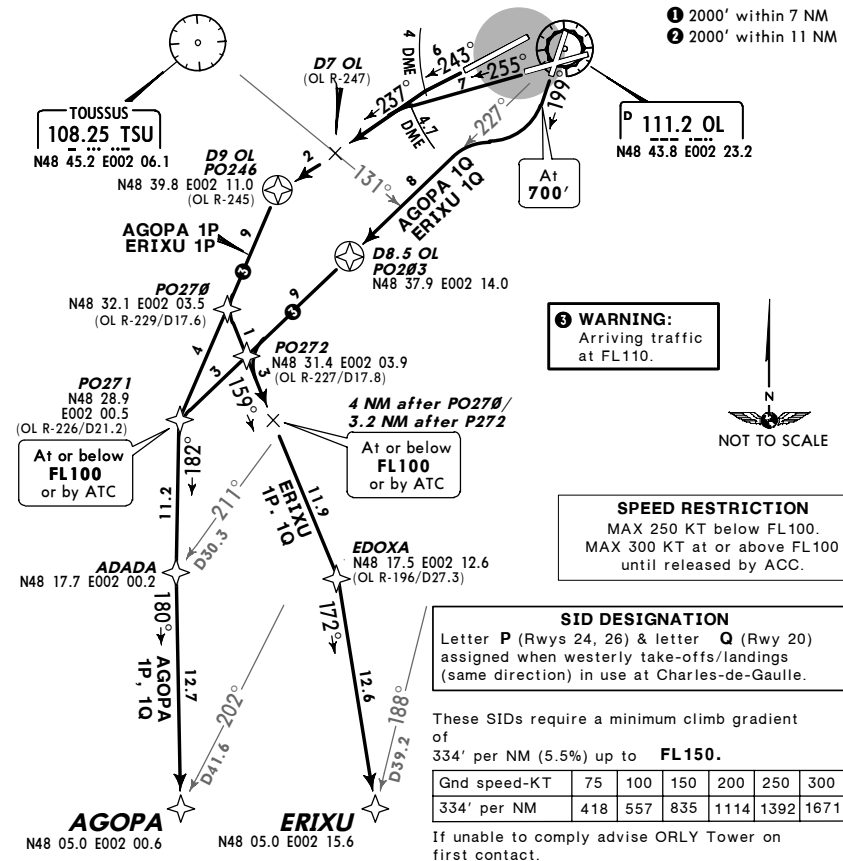 ❶ 2000' within 7 NM
❷ 2000' within 11 NM
D7 OL
(OL R-247)
4 DME
6
243°
7
255°
237°
4.7
DME
199°
227°
TOUSSUS
108.25 TSU
N48 45.2 E002 06.1
D 111.2 OL
N48 43.8 E002 23.2
At
700'
2
131°
8
AGOPA 1Q
ERIXU 1Q
D9 OL
PO246
N48 39.8 E002 11.0
(OL R-245)
AGOPA 1P
ERIXU 1P
9
❸
D8.5 OL
PO2Ø3
N48 37.9 E002 14.0
9
❸
PO27Ø
N48 32.1 E002 03.5
(OL R-229/D17.6)
❸ WARNING:
Arriving traffic
at FL110.
4
1
3
3
PO272
N48 31.4 E002 03.9
(OL R-227/D17.8)
159°
PO271
N48 28.9
E002 00.5
(OL R-226/D21.2)
4 NM after PO27Ø/
3.2 NM after P272
At or below
FL100
or by ATC
At or below
FL100
or by ATC
N
NOT TO SCALE
182°
11.2
211°
D30.3
ERIXU
1P, 1Q
11.9
SPEED RESTRICTION
MAX 250 KT below FL100.
MAX 300 KT at or above FL100
until released by ACC.
ADADA
N48 17.7 E002 00.2
EDOXA
N48 17.5 E002 12.6
(OL R-196/D27.3)
180°
AGOPA
1P, 1Q
12.7
202°
D41.6
172°
12.6
188°
D39.2
SID DESIGNATION
Letter P (Rwys 24, 26) & letter Q (Rwy 20)
assigned when westerly take-offs/landings
(same direction) in use at Charles-de-Gaulle.
These SIDs require a minimum climb gradient
of
334' per NM (5.5%) up to FL150.
Gnd speed-KT 75 100 150 200 250 300
334' per NM 418 557 835 1114 1392 1671
If unable to comply advise ORLY Tower on
first contact.
AGOPA
N48 05.0 E002 00.6
ERIXU
N48 05.0 E002 15.6